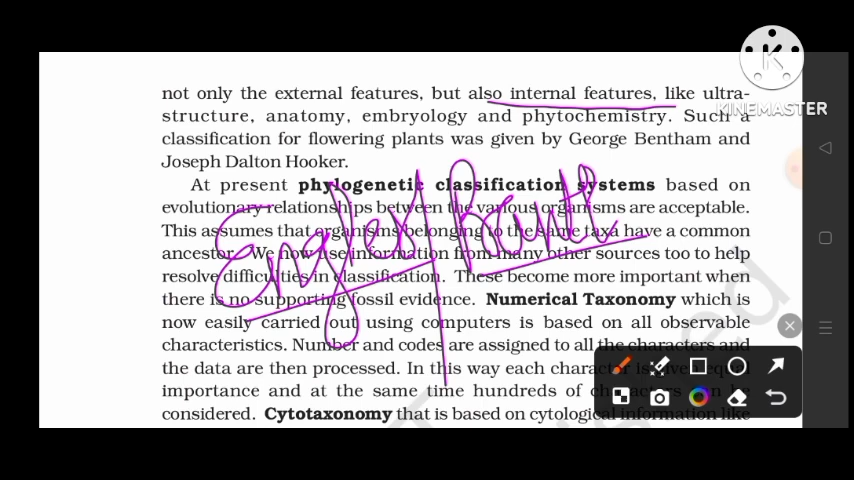 not only the external features, but also internal features, like ultra-
KINEMASTER
structure, anatomy, embryology and phytochemistry. Such a
classification for flowering plants was given by George Bentham and
Joseph Dalton Hooker.
At present phylogenetic classification systems based on
evolutionary relationships between the various organisms are acceptable.
This assumes that organisms belonging to the same taxa have a common
ancestor. We now use information from many other sources too to help
resolve difficulties in classification. These become more important when
there is no supporting fossil evidence. Numerical Taxonomy which is
now easily carried out using computers is based on all observable
characteristics. Number and codes are assigned to all the characters and
the data are then processed. In this way each character is given equal
importance and at the same time hundreds of characters can be
considered. Cytotaxonomy that is based on cytological information like